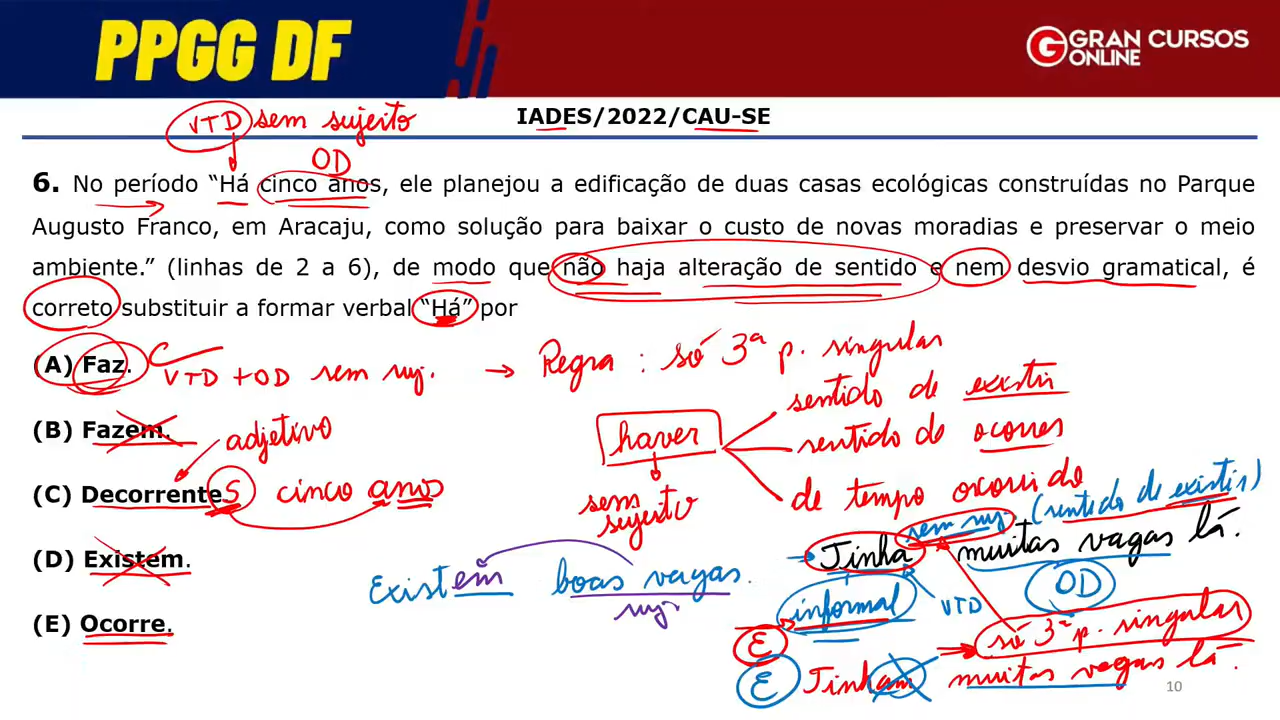 PPGG DF
GRAN CURSOS
ONLINE
VTD sem sujeito
IADES/2022/CAU-SE
OD
6. No período “Há cinco anos, ele planejou a edificação de duas casas ecológicas construídas no Parque
Augusto Franco, em Aracaju, como solução para baixar o custo de novas moradias e preservar o meio
ambiente.” (linhas de 2 a 6), de modo que não haja alteração de sentido e nem desvio gramatical, é
correto substituir a formar verbal “Há” por
(A) Faz.
VTD + OD sem suj. → Regra : só 3ª p. singular
(B) Fazem.
adjetivo
haver
sentido de existir
sentido de ocorrer
de tempo ocorrido
sem
sujeito
(C) Decorrente.
S cinco anos
sem suj. (sentido de existir)
(D) Existem.
Existem boas vagas.
suj
Tinha muitas vagas lá.
OD
informal
VTD
(E) Ocorre.
E
só 3ª p. singular
E Tinham muitas vagas lá.
10